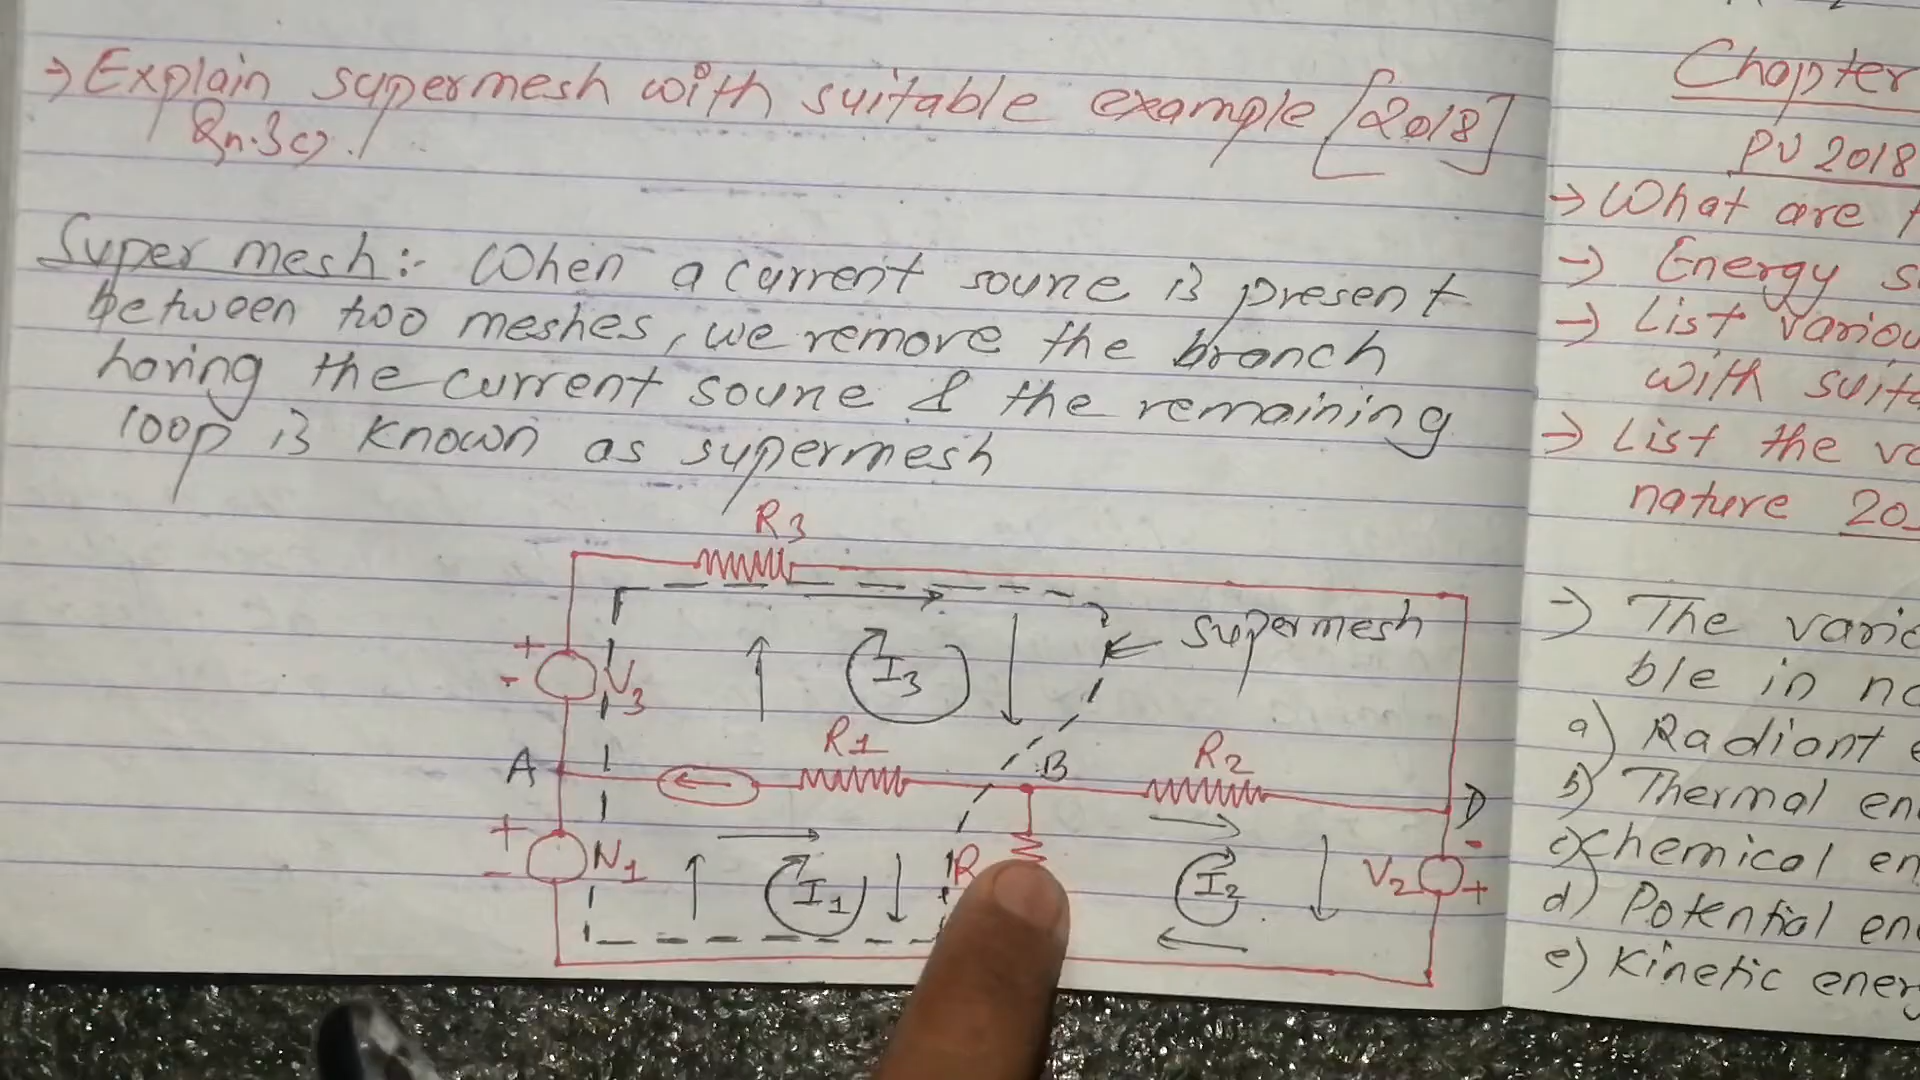 → Explain supermesh with suitable example [2018]
Qn.3c)
Super mesh:- When a current soure is present
between two meshes, we remove the branch
having the current soure & the remaining
loop is known as supermesh
R3
supermesh
+
-
V3
I3
A
R1
B
R2
D
+
-
I1
R
I2
V2
-
+
Chapter
PU 2018
→ What are
→ Energy s
→ List variou
with suit
→ List the va
nature 20
→ The vari
ble in na
a) Radiant e
b) Thermal en
c) chemical en
d) Potential en
e) Kinetic ener